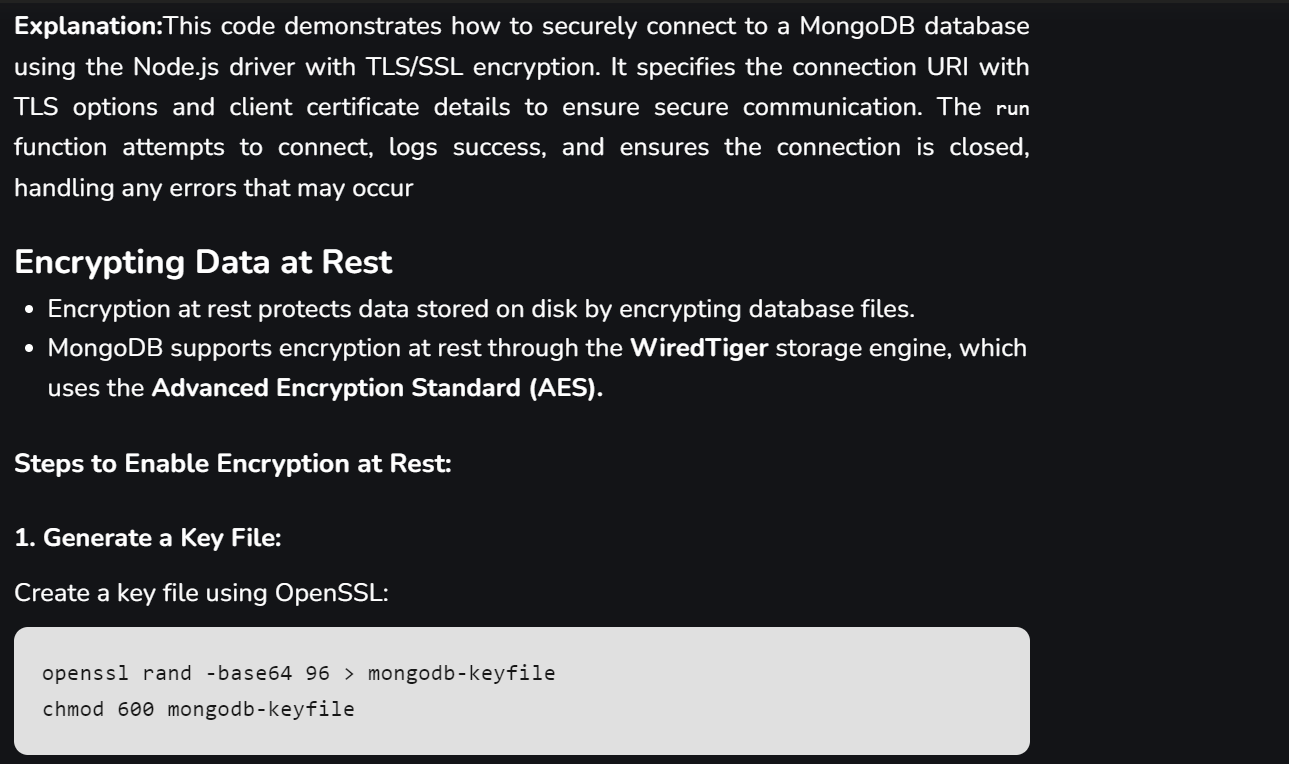 Explanation:This code demonstrates how to securely connect to a MongoDB database
using the Node.js driver with TLS/SSL encryption. It specifies the connection URI with
TLS options and client certificate details to ensure secure communication. The run
function attempts to connect, logs success, and ensures the connection is closed,
handling any errors that may occur
Encrypting Data at Rest
• Encryption at rest protects data stored on disk by encrypting database files.
• MongoDB supports encryption at rest through the WiredTiger storage engine, which
uses the Advanced Encryption Standard (AES).
Steps to Enable Encryption at Rest:
1. Generate a Key File:
Create a key file using OpenSSL:
openssl rand -base64 96 > mongodb-keyfile
chmod 600 mongodb-keyfile